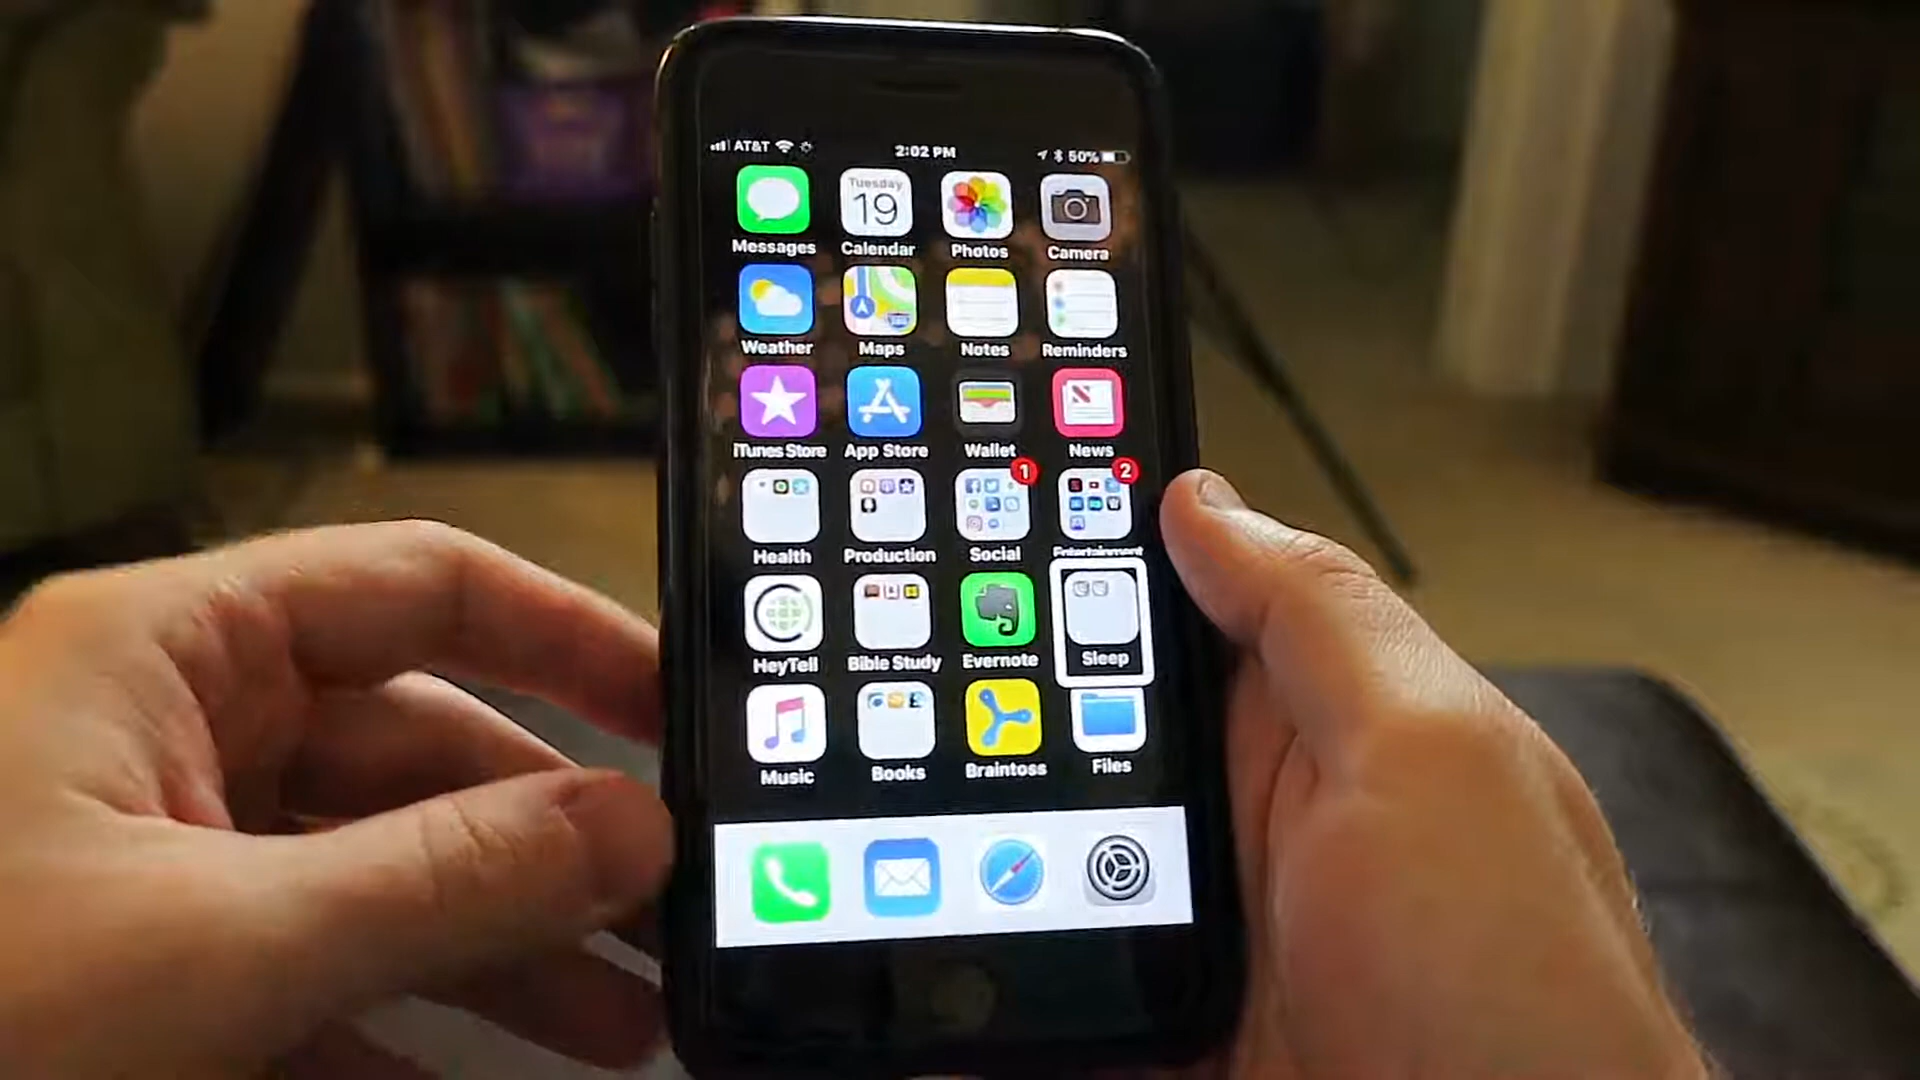 AT&T 2:02 PM 50%
Tuesday
19
Messages Calendar Photos Camera
Weather Maps Notes Reminders
iTunes Store App Store Wallet News
1 2
Health Production Social Entertainment
HeyTell Bible Study Evernote Sleep
Music Books Braintoss Files